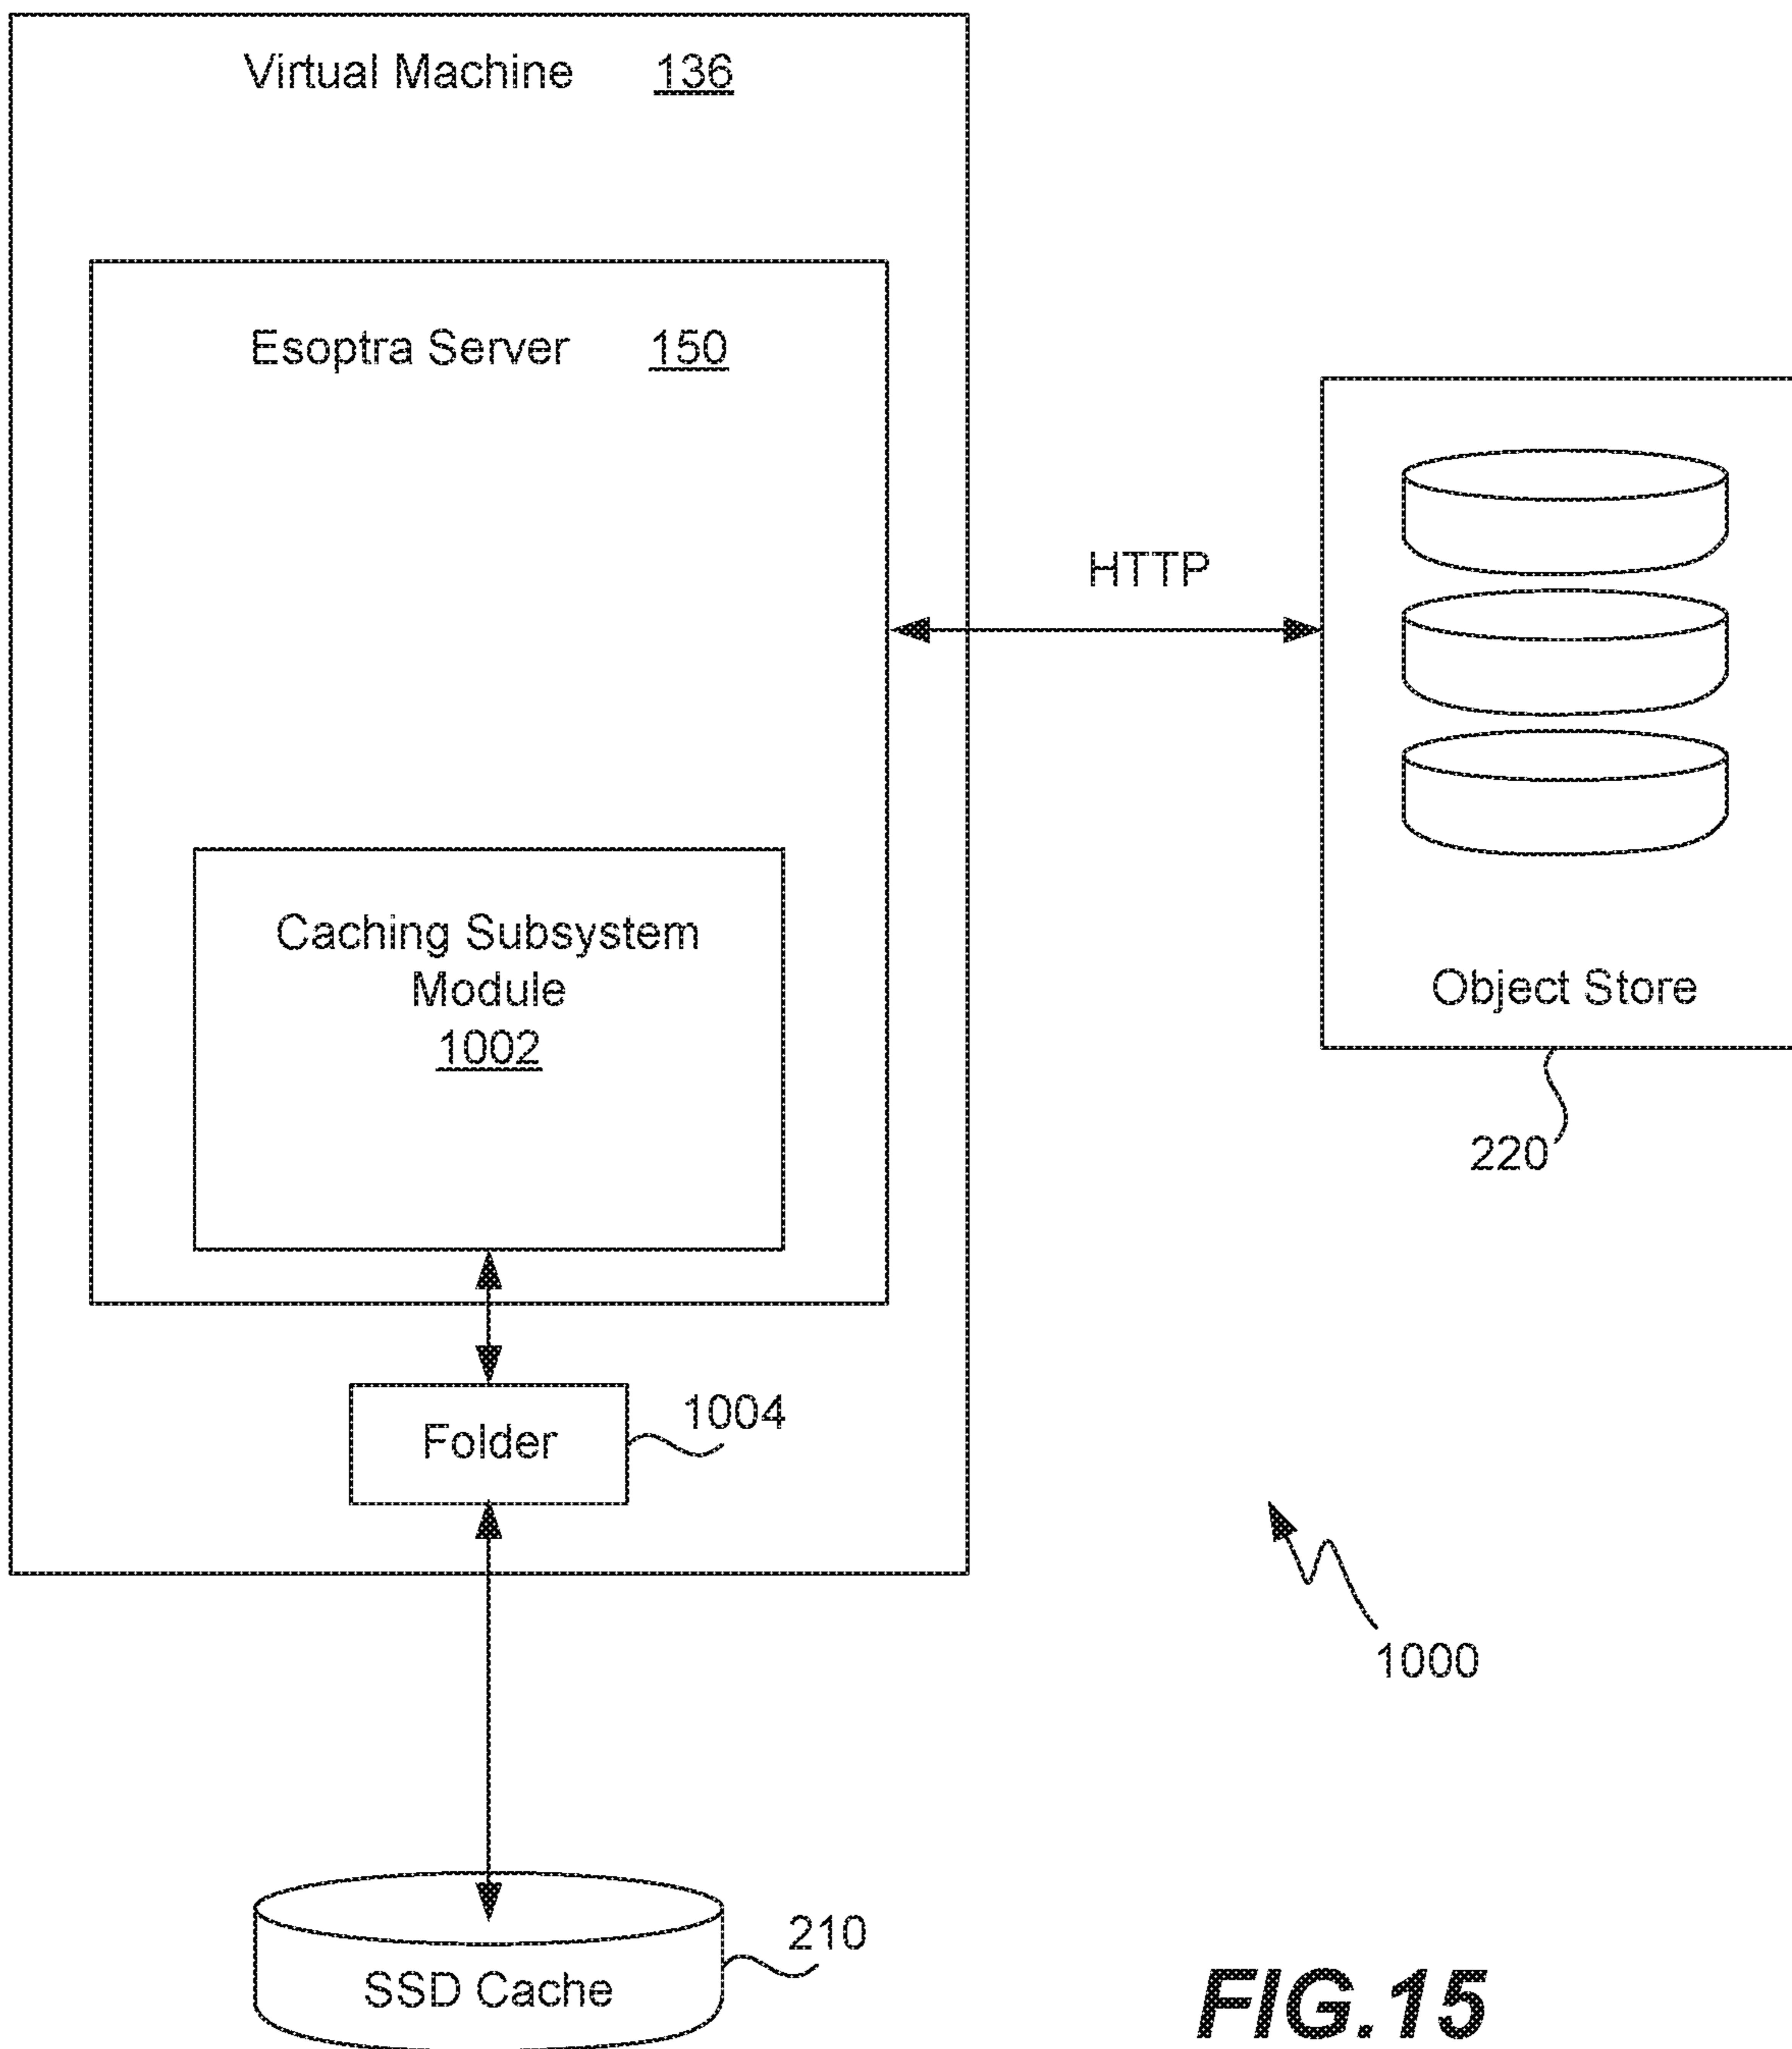 Virtual Machine 136
Esoptra Server 150
HTTP
Caching Subsystem
Module
1002
Object Store
220
Folder
1004
1000
SSD Cache
210
FIG.15